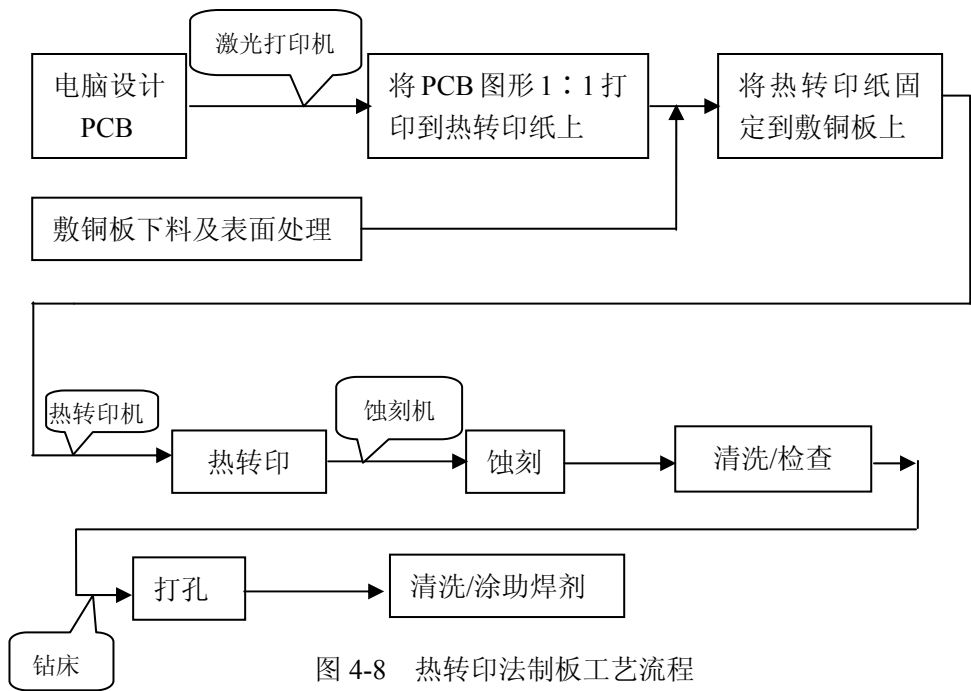 激光打印机
电脑设计
PCB
将 PCB 图形 1∶1 打
印到热转印纸上
将热转印纸固
定到敷铜板上
敷铜板下料及表面处理
热转印机
热转印
蚀刻机
蚀刻
清洗/检查
打孔
清洗/涂助焊剂
钻床
图 4-8 热转印法制板工艺流程